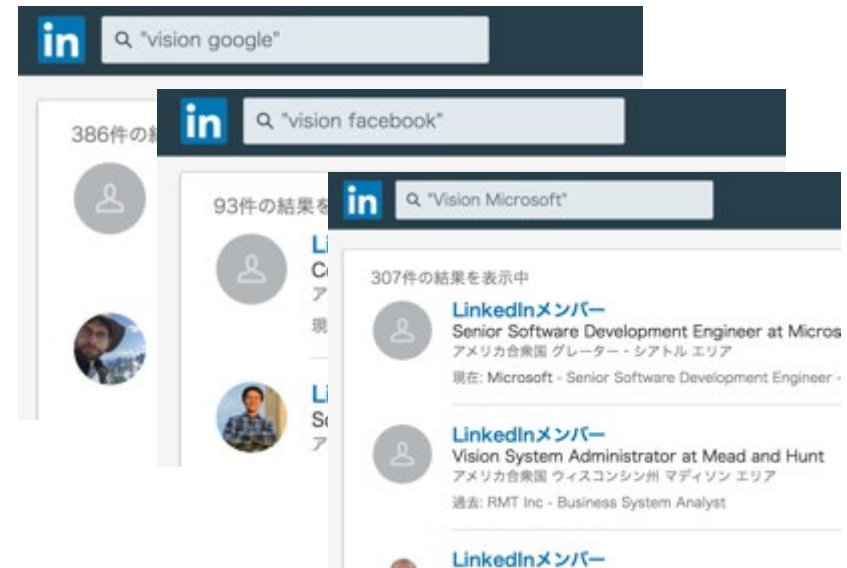 in
"vision google"
386件の
in
"vision facebook"
93件の結果を
in
"Vision Microsoft"
307件の結果を表示中
LinkedInメンバー
Senior Software Development Engineer at Micros
アメリカ合衆国 グレーター・シアトル エリア
現在: Microsoft - Senior Software Development Engineer -
LinkedInメンバー
Vision System Administrator at Mead and Hunt
アメリカ合衆国 ウィスコンシン州 マディソン エリア
過去: RMT Inc - Business System Analyst
LinkedInメンバー